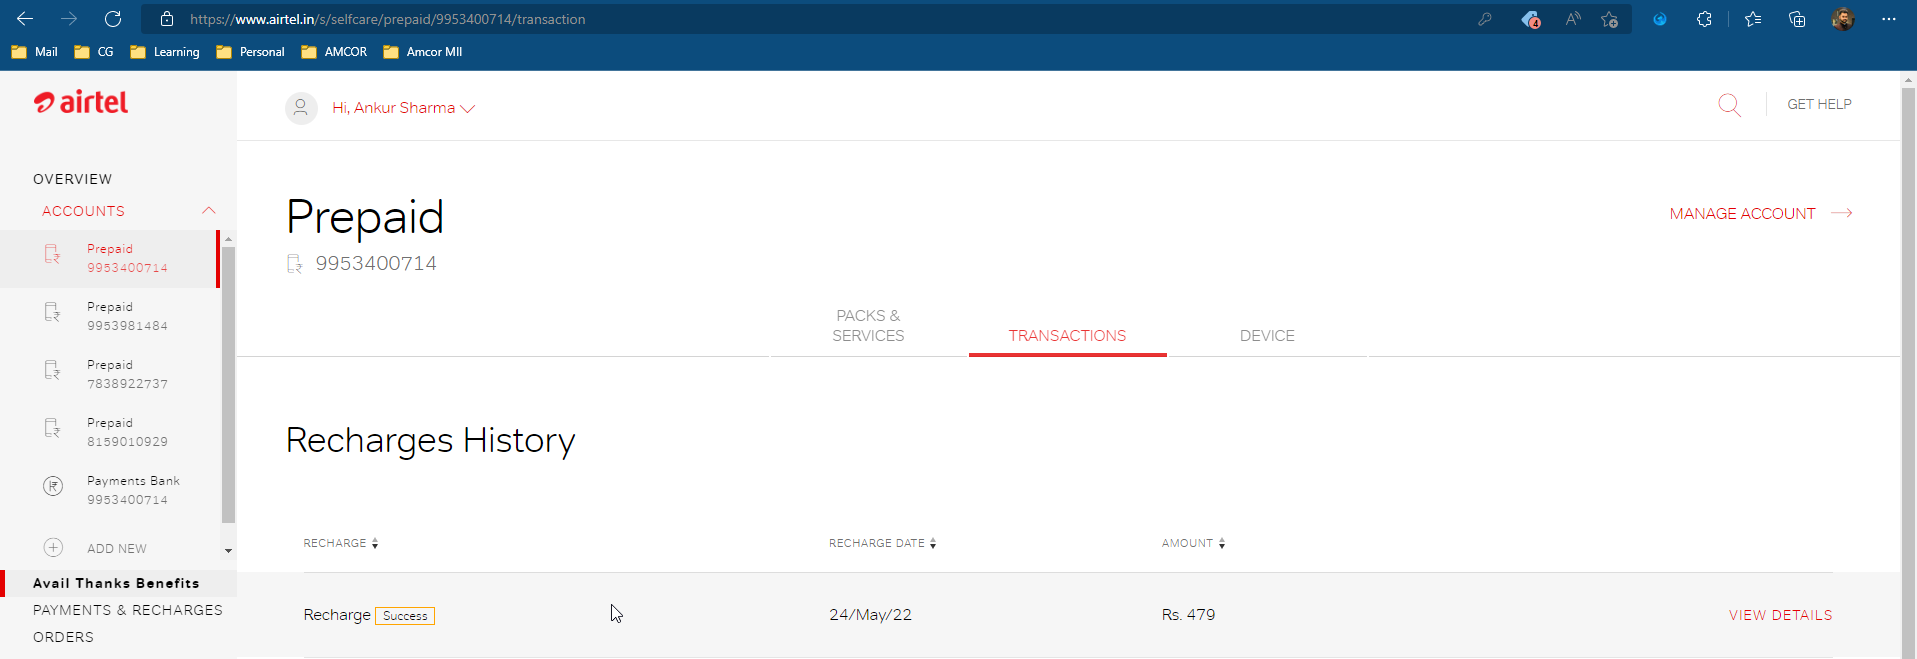 https://www.airtel.in/s/selfcare/prepaid/9953400714/transaction
4
Mail CG Learning Personal AMCOR Amcor MII
airtel
Hi, Ankur Sharma
GET HELP
OVERVIEW
ACCOUNTS
Prepaid
9953400714
Prepaid
9953981484
Prepaid
7838922737
Prepaid
8159010929
Payments Bank
9953400714
ADD NEW
Avail Thanks Benefits
PAYMENTS & RECHARGES
ORDERS
Prepaid
9953400714
MANAGE ACCOUNT
PACKS &
SERVICES
TRANSACTIONS
DEVICE
Recharges History
RECHARGE RECHARGE DATE AMOUNT
Recharge Success 24/May/22 Rs. 479 VIEW DETAILS